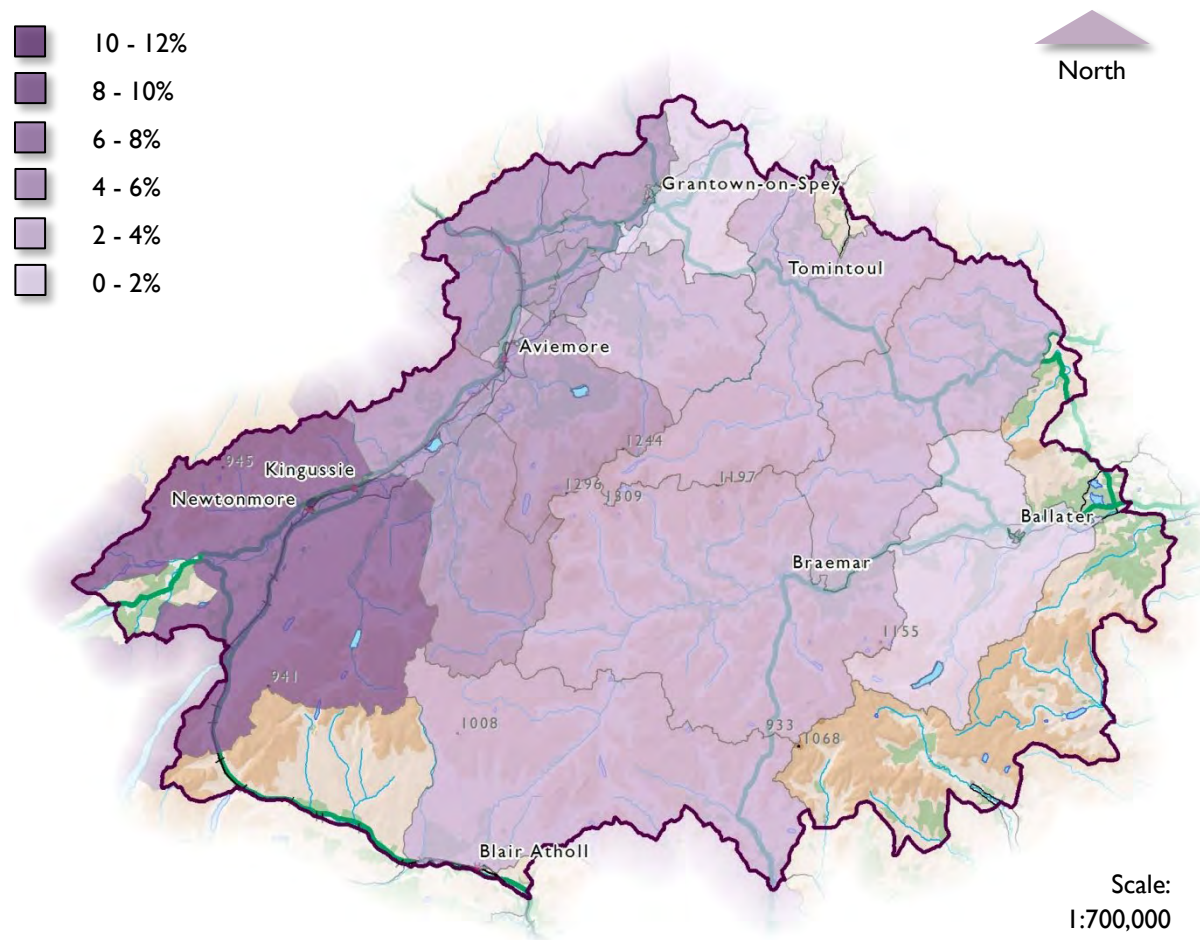 10 - 12%
8 - 10%
6 - 8%
4 - 6%
2 - 4%
0 - 2%
North
Grantown-on-Spey
Tomintoul
Aviemore
1244
945
Kingussie
1296
1309
1197
Newtonmore
Ballater
Braemar
1155
941
1008
933
1068
Blair Atholl
Scale:
1:700,000